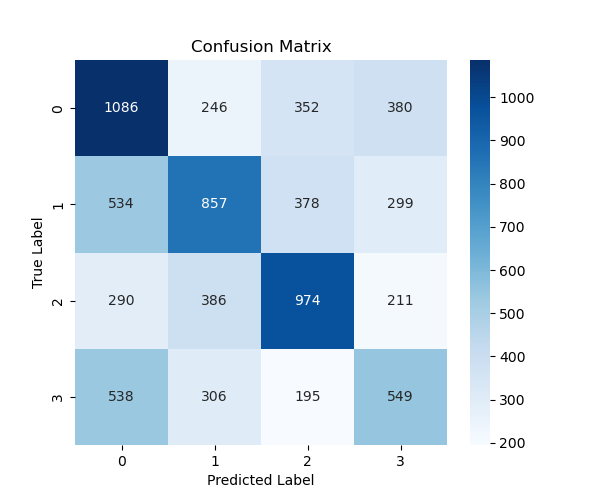 Confusion Matrix
0 1086 246 352 380
1 534 857 378 299
2 290 386 974 211
3 538 306 195 549
0 1 2 3
True Label
Predicted Label
1000
900
800
700
600
500
400
300
200